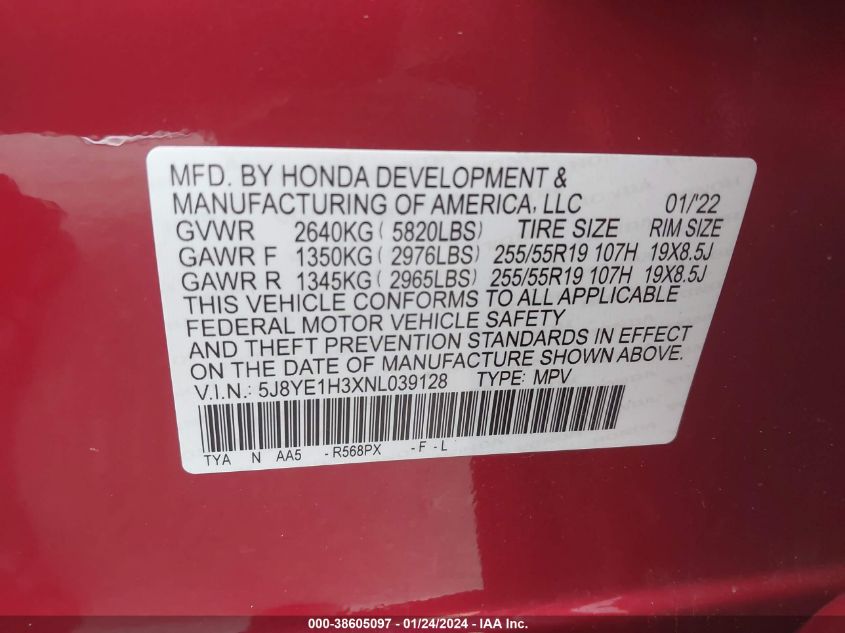 MFD. BY HONDA DEVELOPMENT &
MANUFACTURING OF AMERICA, LLC 01/'22
GVWR 2640KG( 5820LBS) TIRE SIZE RIM SIZE
GAWR F 1350KG( 2976LBS) 255/55R19 107H 19X8.5J
GAWR R 1345KG( 2965LBS) 255/55R19 107H 19X8.5J
THIS VEHICLE CONFORMS TO ALL APPLICABLE
FEDERAL MOTOR VEHICLE SAFETY
AND THEFT PREVENTION STANDARDS IN EFFECT
ON THE DATE OF MANUFACTURE SHOWN ABOVE.
V.I.N.: 5J8YE1H3XNL039128 TYPE: MPV
TYA N AA5 -R568PX -F-L
000-38605097 - 01/24/2024 - IAA Inc.